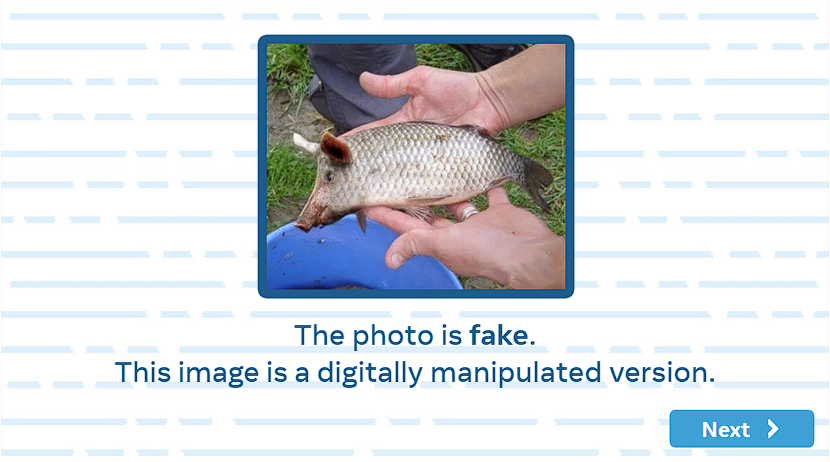 The photo is fake.
This image is a digitally manipulated version.
Next